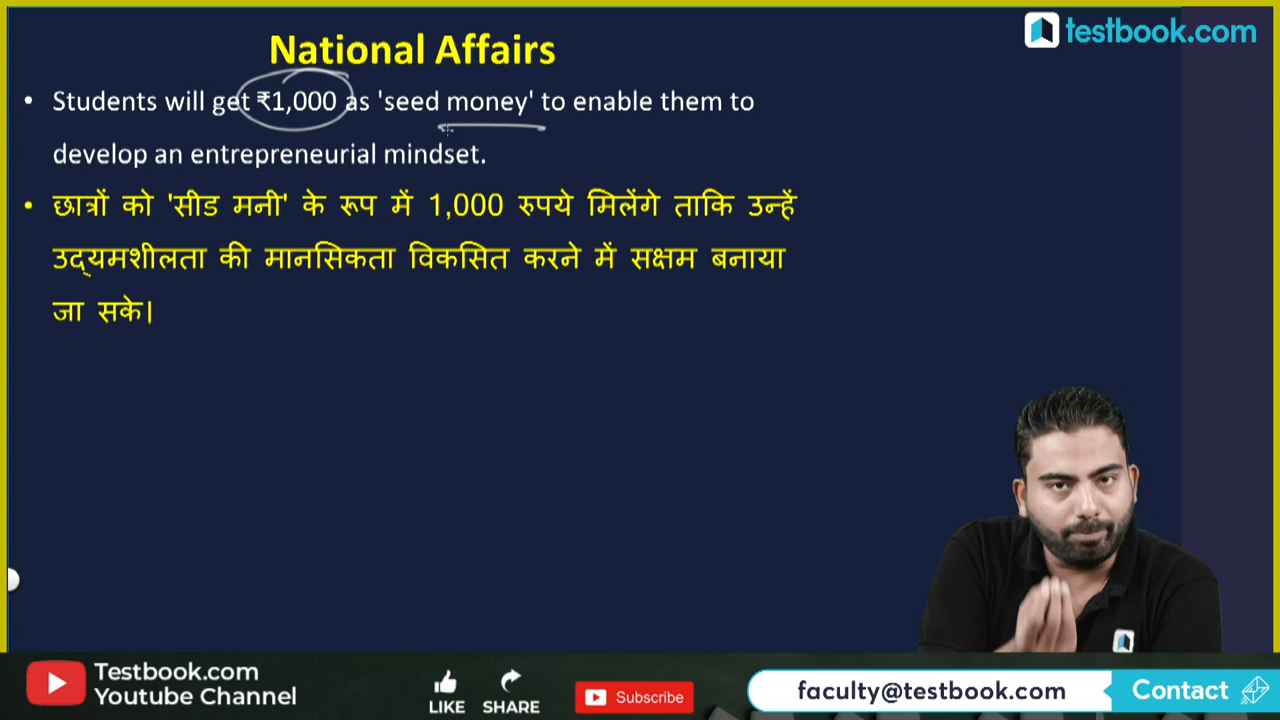 testbook.com
National Affairs
• Students will get ₹1,000 as 'seed money' to enable them to
develop an entrepreneurial mindset.
• छात्रों को 'सीड मनी' के रूप में 1,000 रुपये मिलेंगे ताकि उन्हें
उद्यमशीलता की मानसिकता विकसित करने में सक्षम बनाया
जा सके।
Testbook.com
Youtube Channel
LIKE SHARE
Subscribe
faculty@testbook.com
Contact